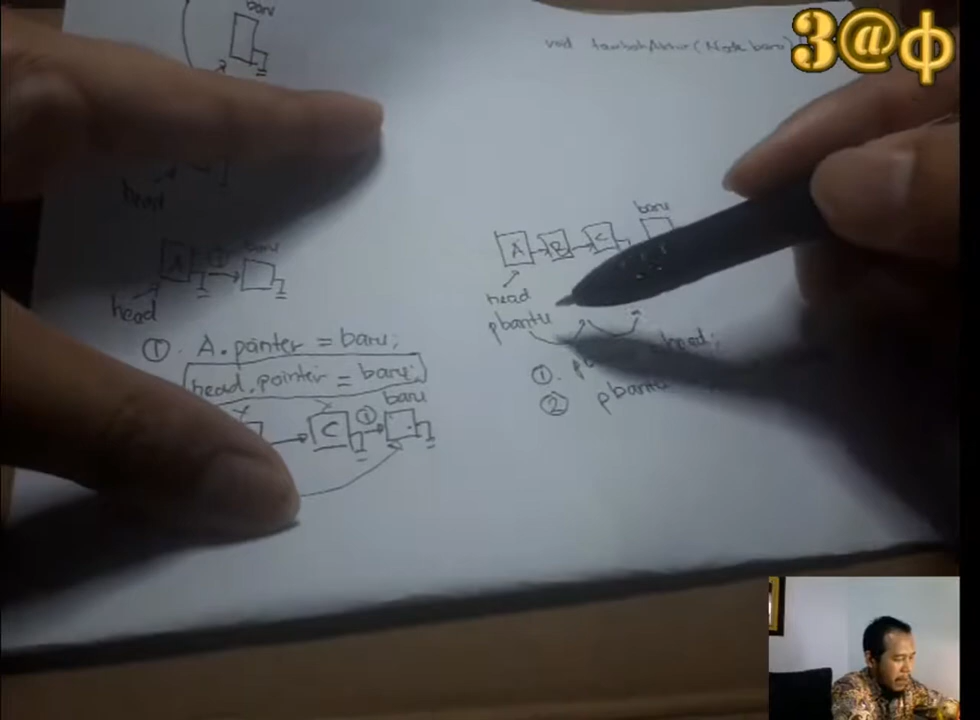 baru
void tambahAkhir (Node baru)
3@φ
head
A ① baru
head
① . A.pointer = baru;
head.pointer = baru;
C ① baru
A B C baru
head
pbantu
① . head;
② pbantu